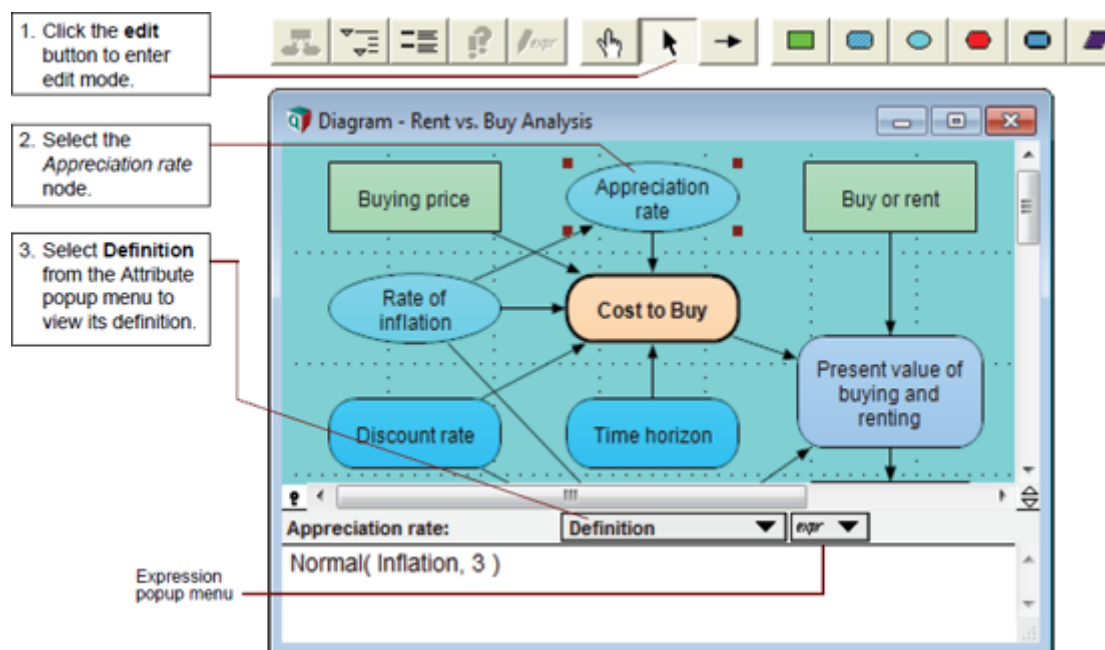 1. Click the edit
button to enter
edit mode.
expr
Diagram - Rent vs. Buy Analysis
2. Select the
Appreciation rate
node.
Buying price
Appreciation
rate
Buy or rent
3. Select Definition
from the Attribute
popup menu to
view its definition.
Rate of
inflation
Cost to Buy
Present value of
buying and
renting
Discount rate
Time horizon
Appreciation rate:
Definition
expr
Normal( Inflation, 3 )
Expression
popup menu